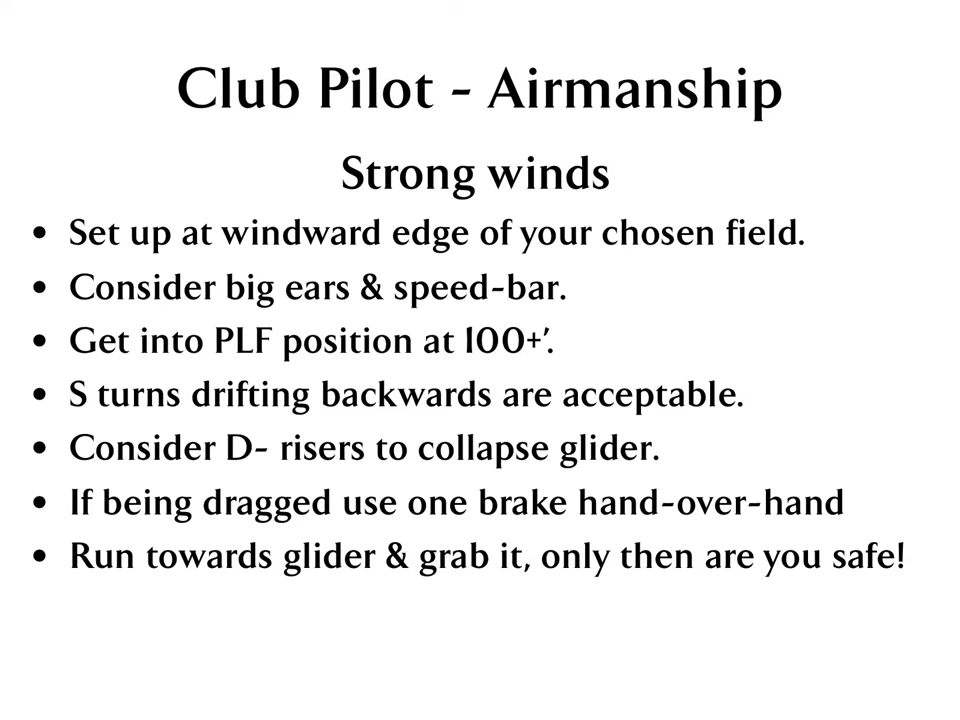 Club Pilot - Airmanship
Strong winds
• Set up at windward edge of your chosen field.
• Consider big ears & speed-bar.
• Get into PLF position at 100+’.
• S turns drifting backwards are acceptable.
• Consider D- risers to collapse glider.
• If being dragged use one brake hand-over-hand
• Run towards glider & grab it, only then are you safe!